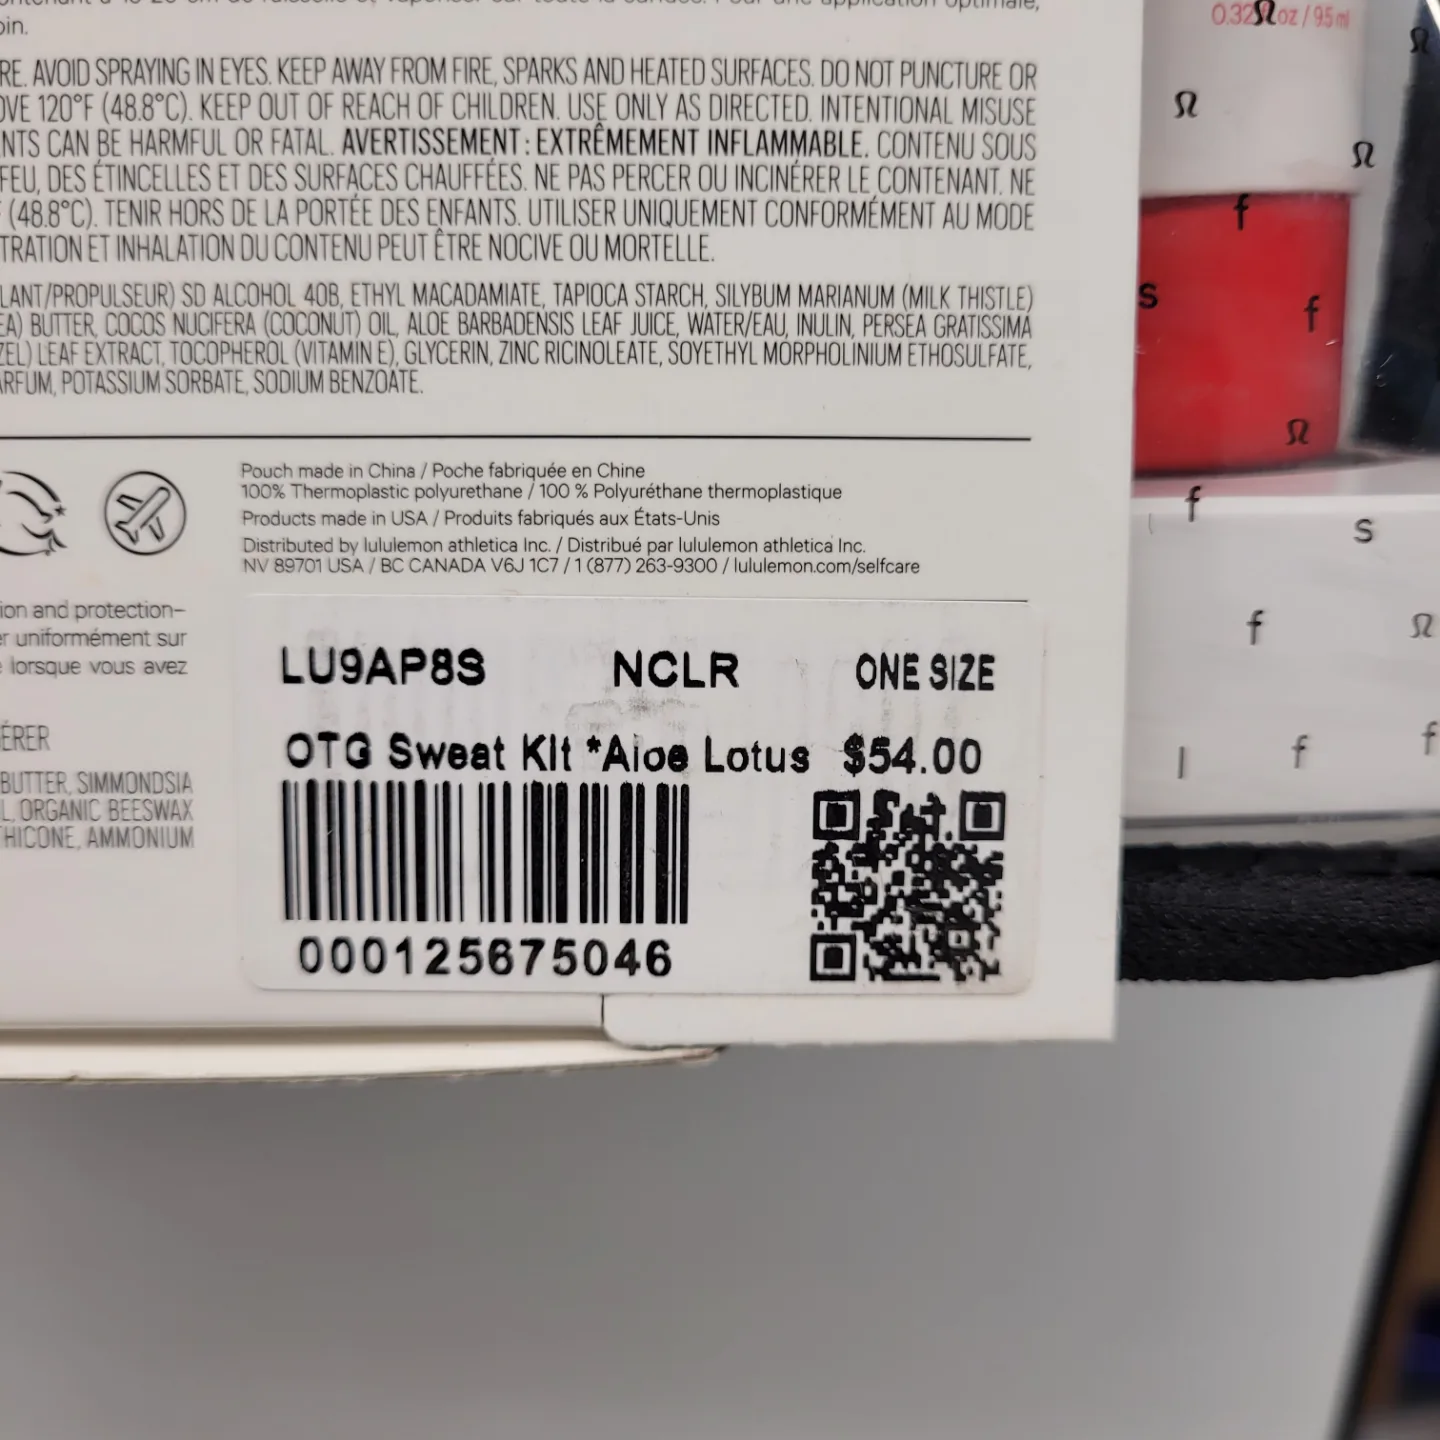 oin.
RE. AVOID SPRAYING IN EYES. KEEP AWAY FROM FIRE, SPARKS AND HEATED SURFACES. DO NOT PUNCTURE OR
OVE 120°F (48.8°C). KEEP OUT OF REACH OF CHILDREN. USE ONLY AS DIRECTED. INTENTIONAL MISUSE
NTS CAN BE HARMFUL OR FATAL. AVERTISSEMENT : EXTRÊMEMENT INFLAMMABLE. CONTENU SOUS
FEU, DES ÉTINCELLES ET DES SURFACES CHAUFFÉES. NE PAS PERCER OU INCINÉRER LE CONTENANT. NE
(48.8°C). TENIR HORS DE LA PORTÉE DES ENFANTS. UTILISER UNIQUEMENT CONFORMÉMENT AU MODE
TRATION ET INHALATION DU CONTENU PEUT ÊTRE NOCIVE OU MORTELLE.
LANT/PROPULSEUR) SD ALCOHOL 40B, ETHYL MACADAMIATE, TAPIOCA STARCH, SILYBUM MARIANUM (MILK THISTLE)
EA) BUTTER, COCOS NUCIFERA (COCONUT) OIL, ALOE BARBADENSIS LEAF JUICE, WATER/EAU, INULIN, PERSEA GRATISSIMA
ZEL) LEAF EXTRACT, TOCOPHEROL (VITAMIN E), GLYCERIN, ZINC RICINOLEATE, SOYETHYL MORPHOLINIUM ETHOSULFATE,
ARFUM, POTASSIUM SORBATE, SODIUM BENZOATE.
Pouch made in China / Poche fabriquée en Chine
100% Thermoplastic polyurethane / 100 % Polyuréthane thermoplastique
Products made in USA / Produits fabriqués aux États-Unis
Distributed by lululemon athletica Inc. / Distribué par lululemon athletica Inc.
NV 89701 USA / BC CANADA V6J 1C7 / 1 (877) 263-9300 / lululemon.com/selfcare
ion and protection–
er uniformément sur
lorsque vous avez
ÉRER
BUTTER, SIMMONDSIA
L, ORGANIC BEESWAX
THICONE, AMMONIUM
LU9AP8S NCLR ONE SIZE
OTG Sweat Kit *Aloe Lotus $54.00
000125675046
f
s f
f s
f
l f f